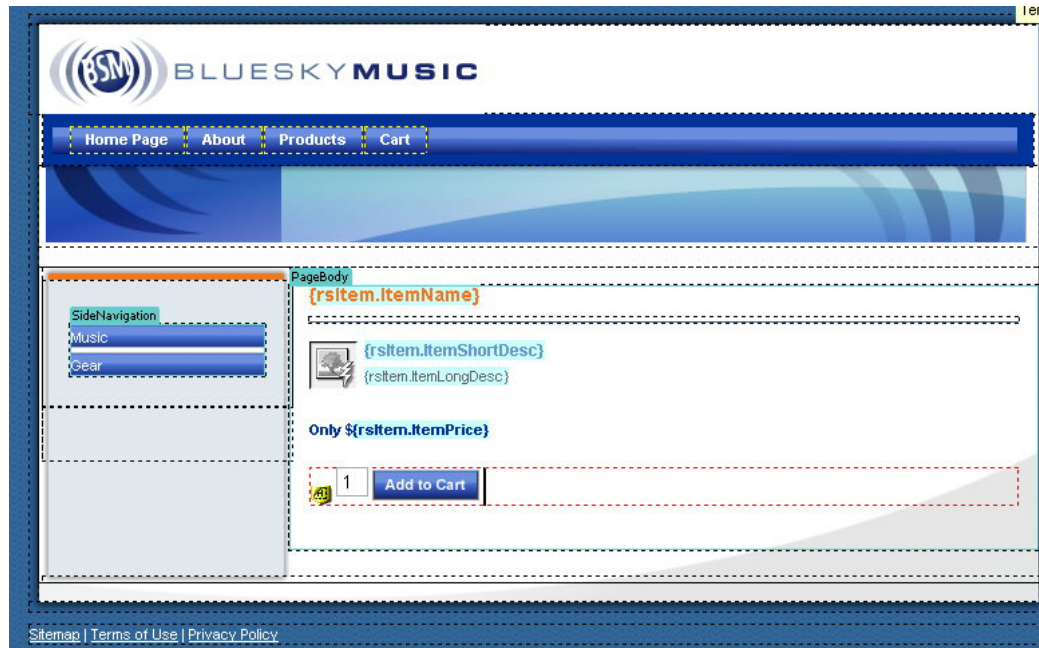 BSM BLUESKYMUSIC
Home Page About Products Cart
PageBody
{rsItem.ItemName}
SideNavigation
Music
Gear
{rsItem.ItemShortDesc}
{rsItem.ItemLongDesc}
Only ${rsItem.ItemPrice}
1 Add to Cart
Sitemap | Terms of Use | Privacy Policy